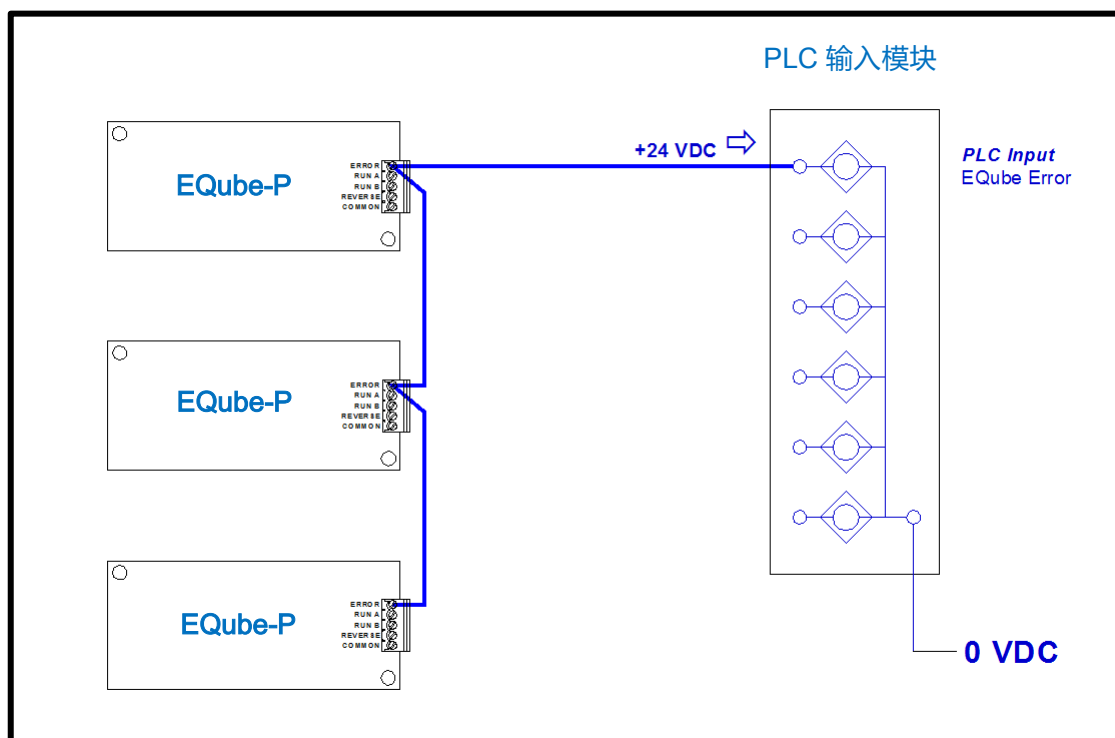 PLC 输入模块
+24 VDC
PLC Input
EQube Error
EQube-P
ERROR
RUN A
RUN B
REVERSE
COMMON
EQube-P
ERROR
RUN A
RUN B
REVERSE
COMMON
EQube-P
ERROR
RUN A
RUN B
REVERSE
COMMON
0 VDC